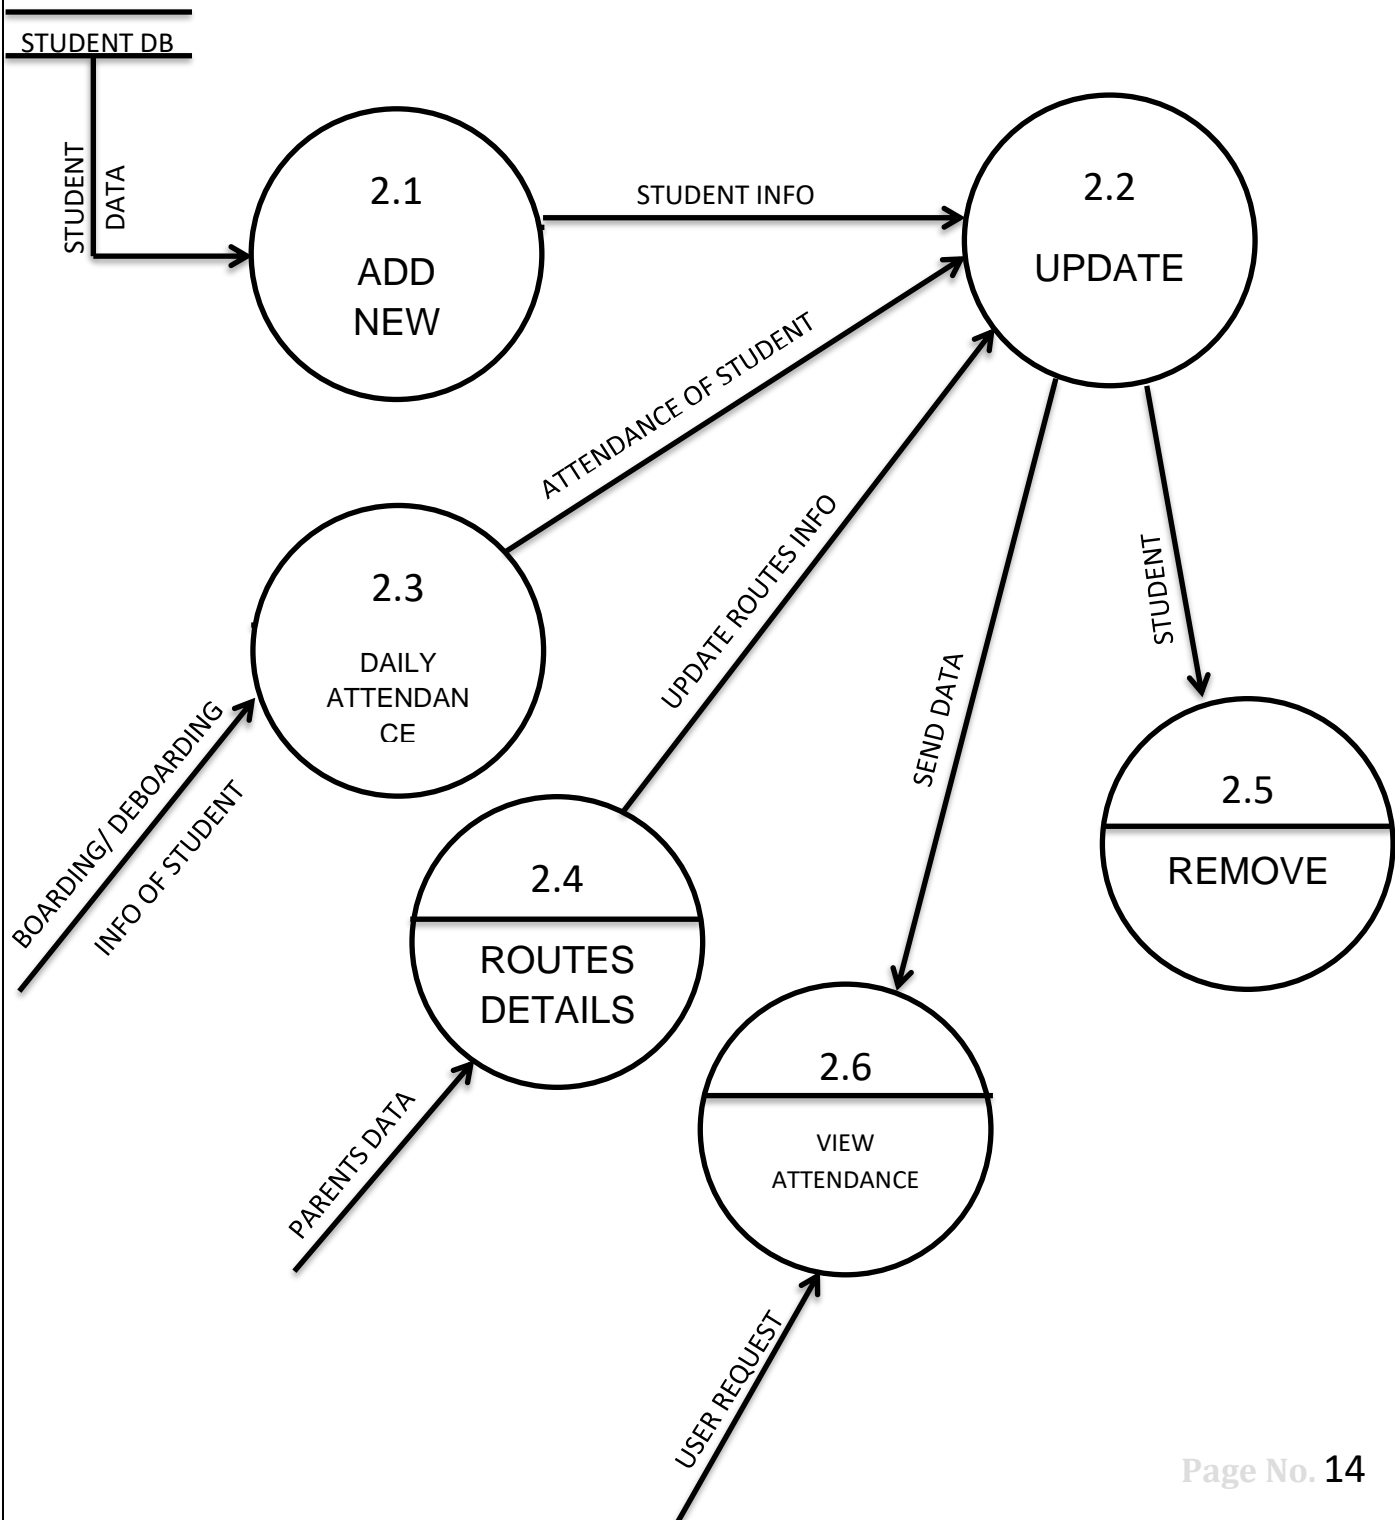 STUDENT DB
STUDENT
DATA
2.1
ADD
NEW
STUDENT INFO
2.2
UPDATE
ATTENDANCE OF STUDENT
2.3
DAILY
ATTENDAN
CE
UPDATE ROUTES INFO
STUDENT
SEND DATA
BOARDING/ DEBOARDING
INFO OF STUDENT
2.4
ROUTES
DETAILS
2.5
REMOVE
PARENTS DATA
2.6
VIEW
ATTENDANCE
USER REQUEST
Page No. 14